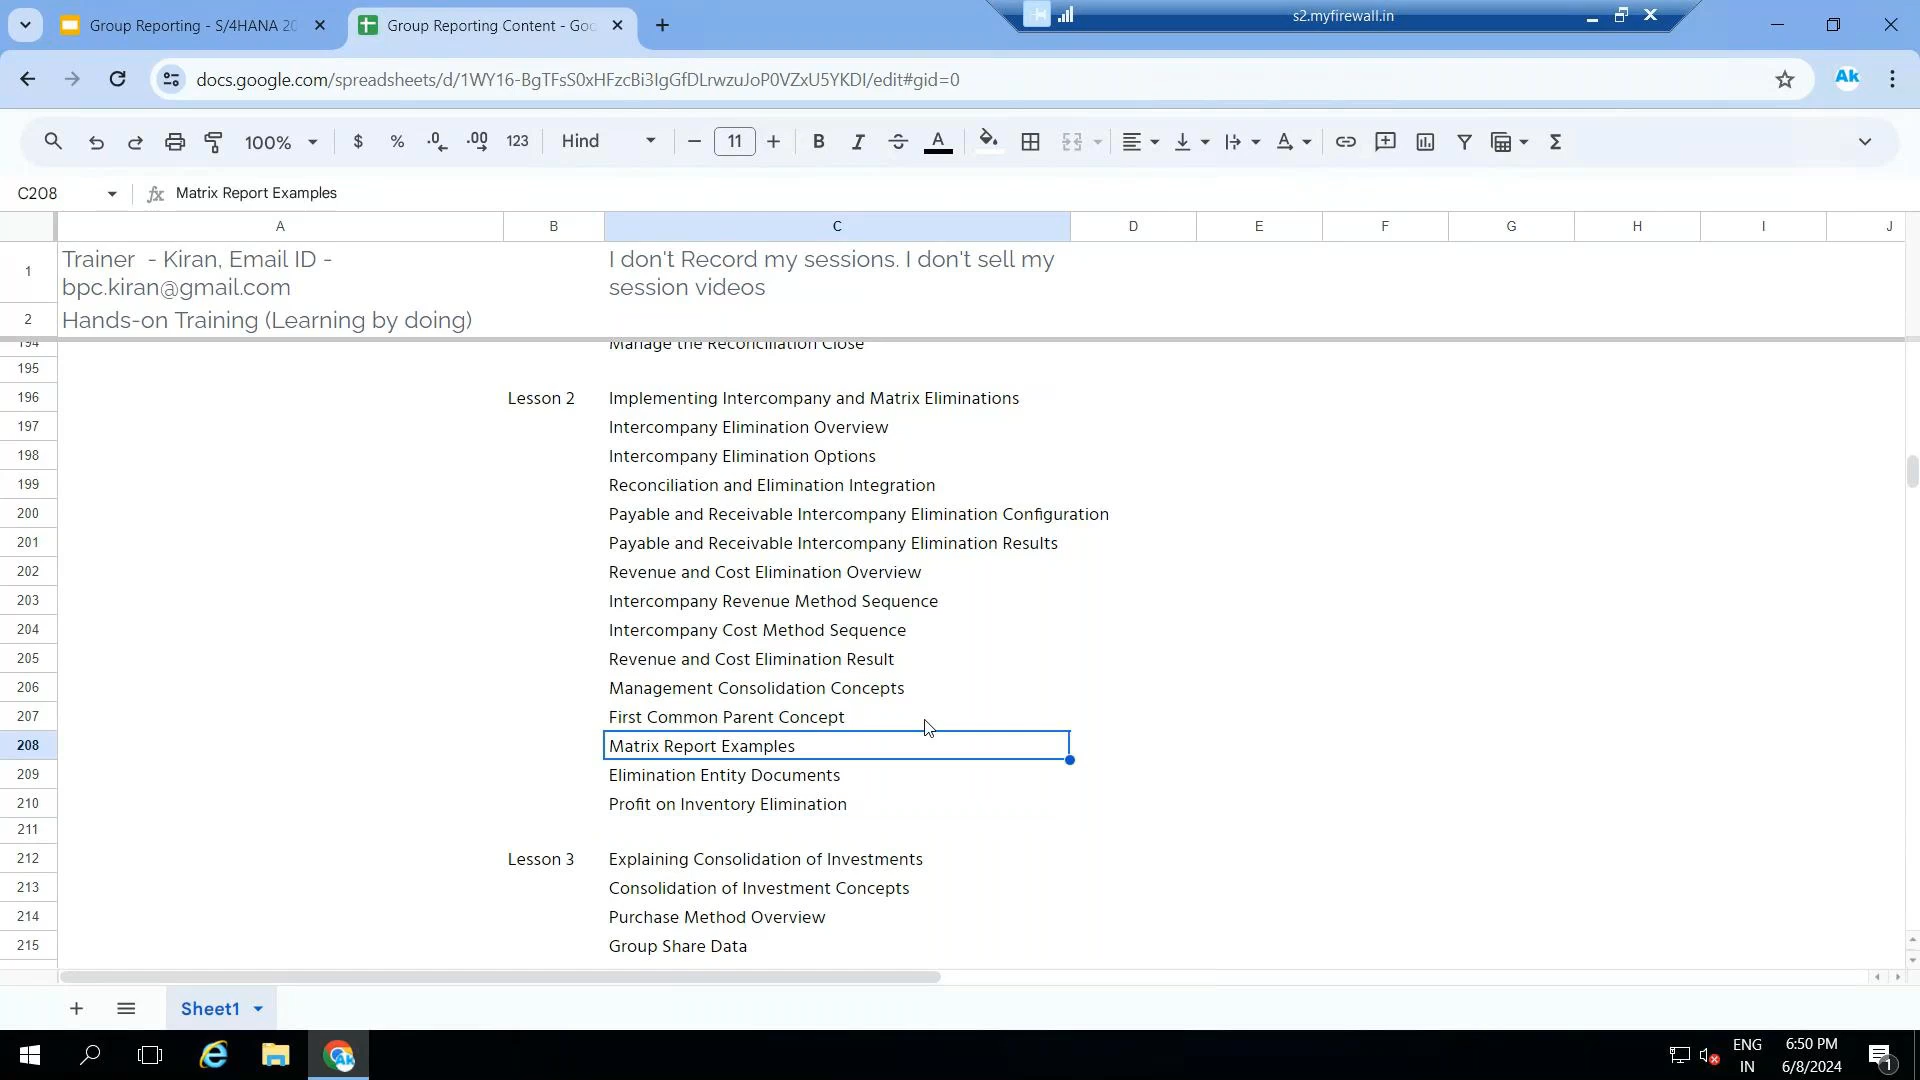 Group Reporting - S/4HANA 20
Group Reporting Content - Goo
s2.myfirewall.in
docs.google.com/spreadsheets/d/1WY16-BgTFsS0xHFzcBi3IgGfDLrwzuJoP0VZxU5YKDI/edit#gid=0
Ak
100%
$ % .0 .00 123
Hind
11
B I S A
Σ
C208
fx Matrix Report Examples
A B C D E F G H I J
1 Trainer - Kiran, Email ID -
bpc.kiran@gmail.com
I don't Record my sessions. I don't sell my
session videos
2 Hands-on Training (Learning by doing)
194 Manage the Reconciliation Close
195
196 Lesson 2 Implementing Intercompany and Matrix Eliminations
197 Intercompany Elimination Overview
198 Intercompany Elimination Options
199 Reconciliation and Elimination Integration
200 Payable and Receivable Intercompany Elimination Configuration
201 Payable and Receivable Intercompany Elimination Results
202 Revenue and Cost Elimination Overview
203 Intercompany Revenue Method Sequence
204 Intercompany Cost Method Sequence
205 Revenue and Cost Elimination Result
206 Management Consolidation Concepts
207 First Common Parent Concept
208 Matrix Report Examples
209 Elimination Entity Documents
210 Profit on Inventory Elimination
211
212 Lesson 3 Explaining Consolidation of Investments
213 Consolidation of Investment Concepts
214 Purchase Method Overview
215 Group Share Data
Sheet1
Ak
ENG
IN
6:50 PM
6/8/2024
1